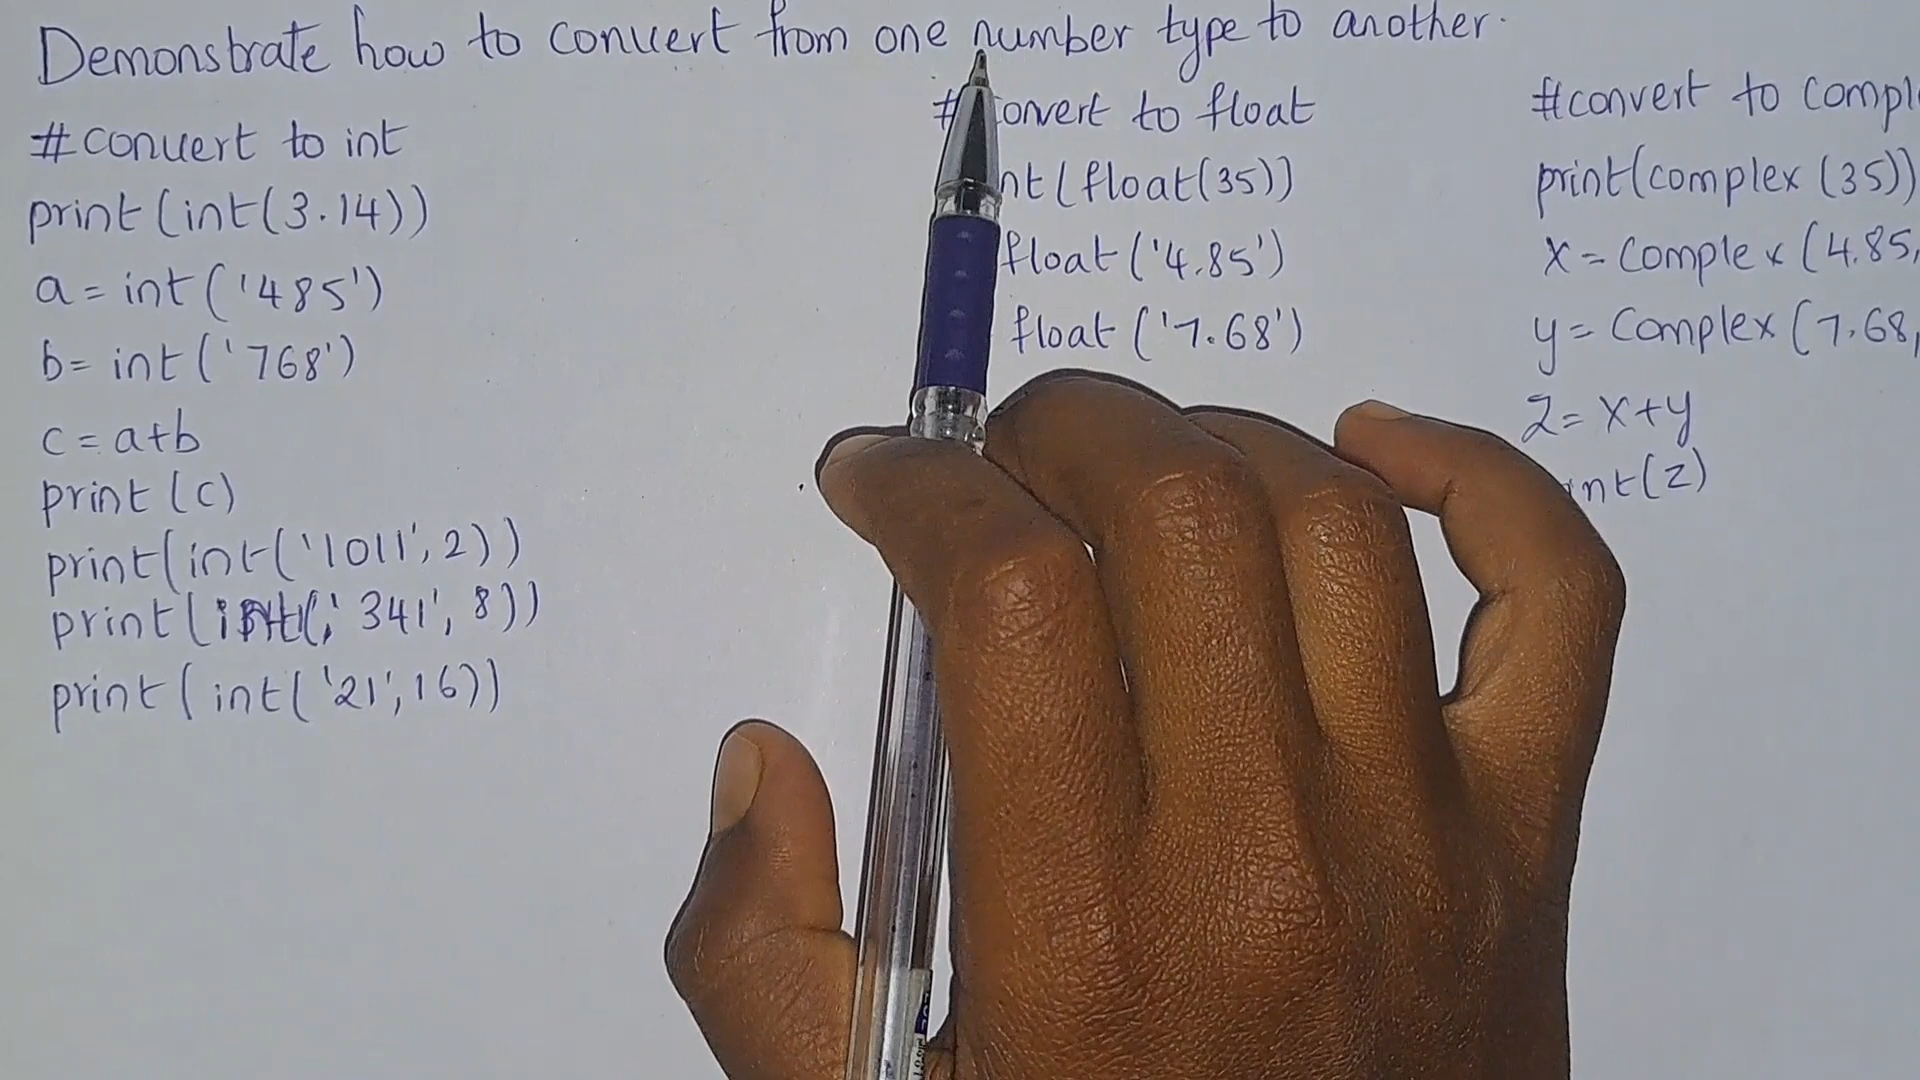 Demonstrate how to convert from one number type to another.
#convert to int
print(int(3.14))
a=int('485')
b=int('768')
c=a+b
print(c)
print(int('1011',2))
print(int('341',8))
print(int('21',16))
#convert to float
nt(float(35))
float('4.85')
float('7.68')
#convert to compl
print(complex(35))
x=complex(4.85,
y=complex(7.68,
z=x+y
int(z)